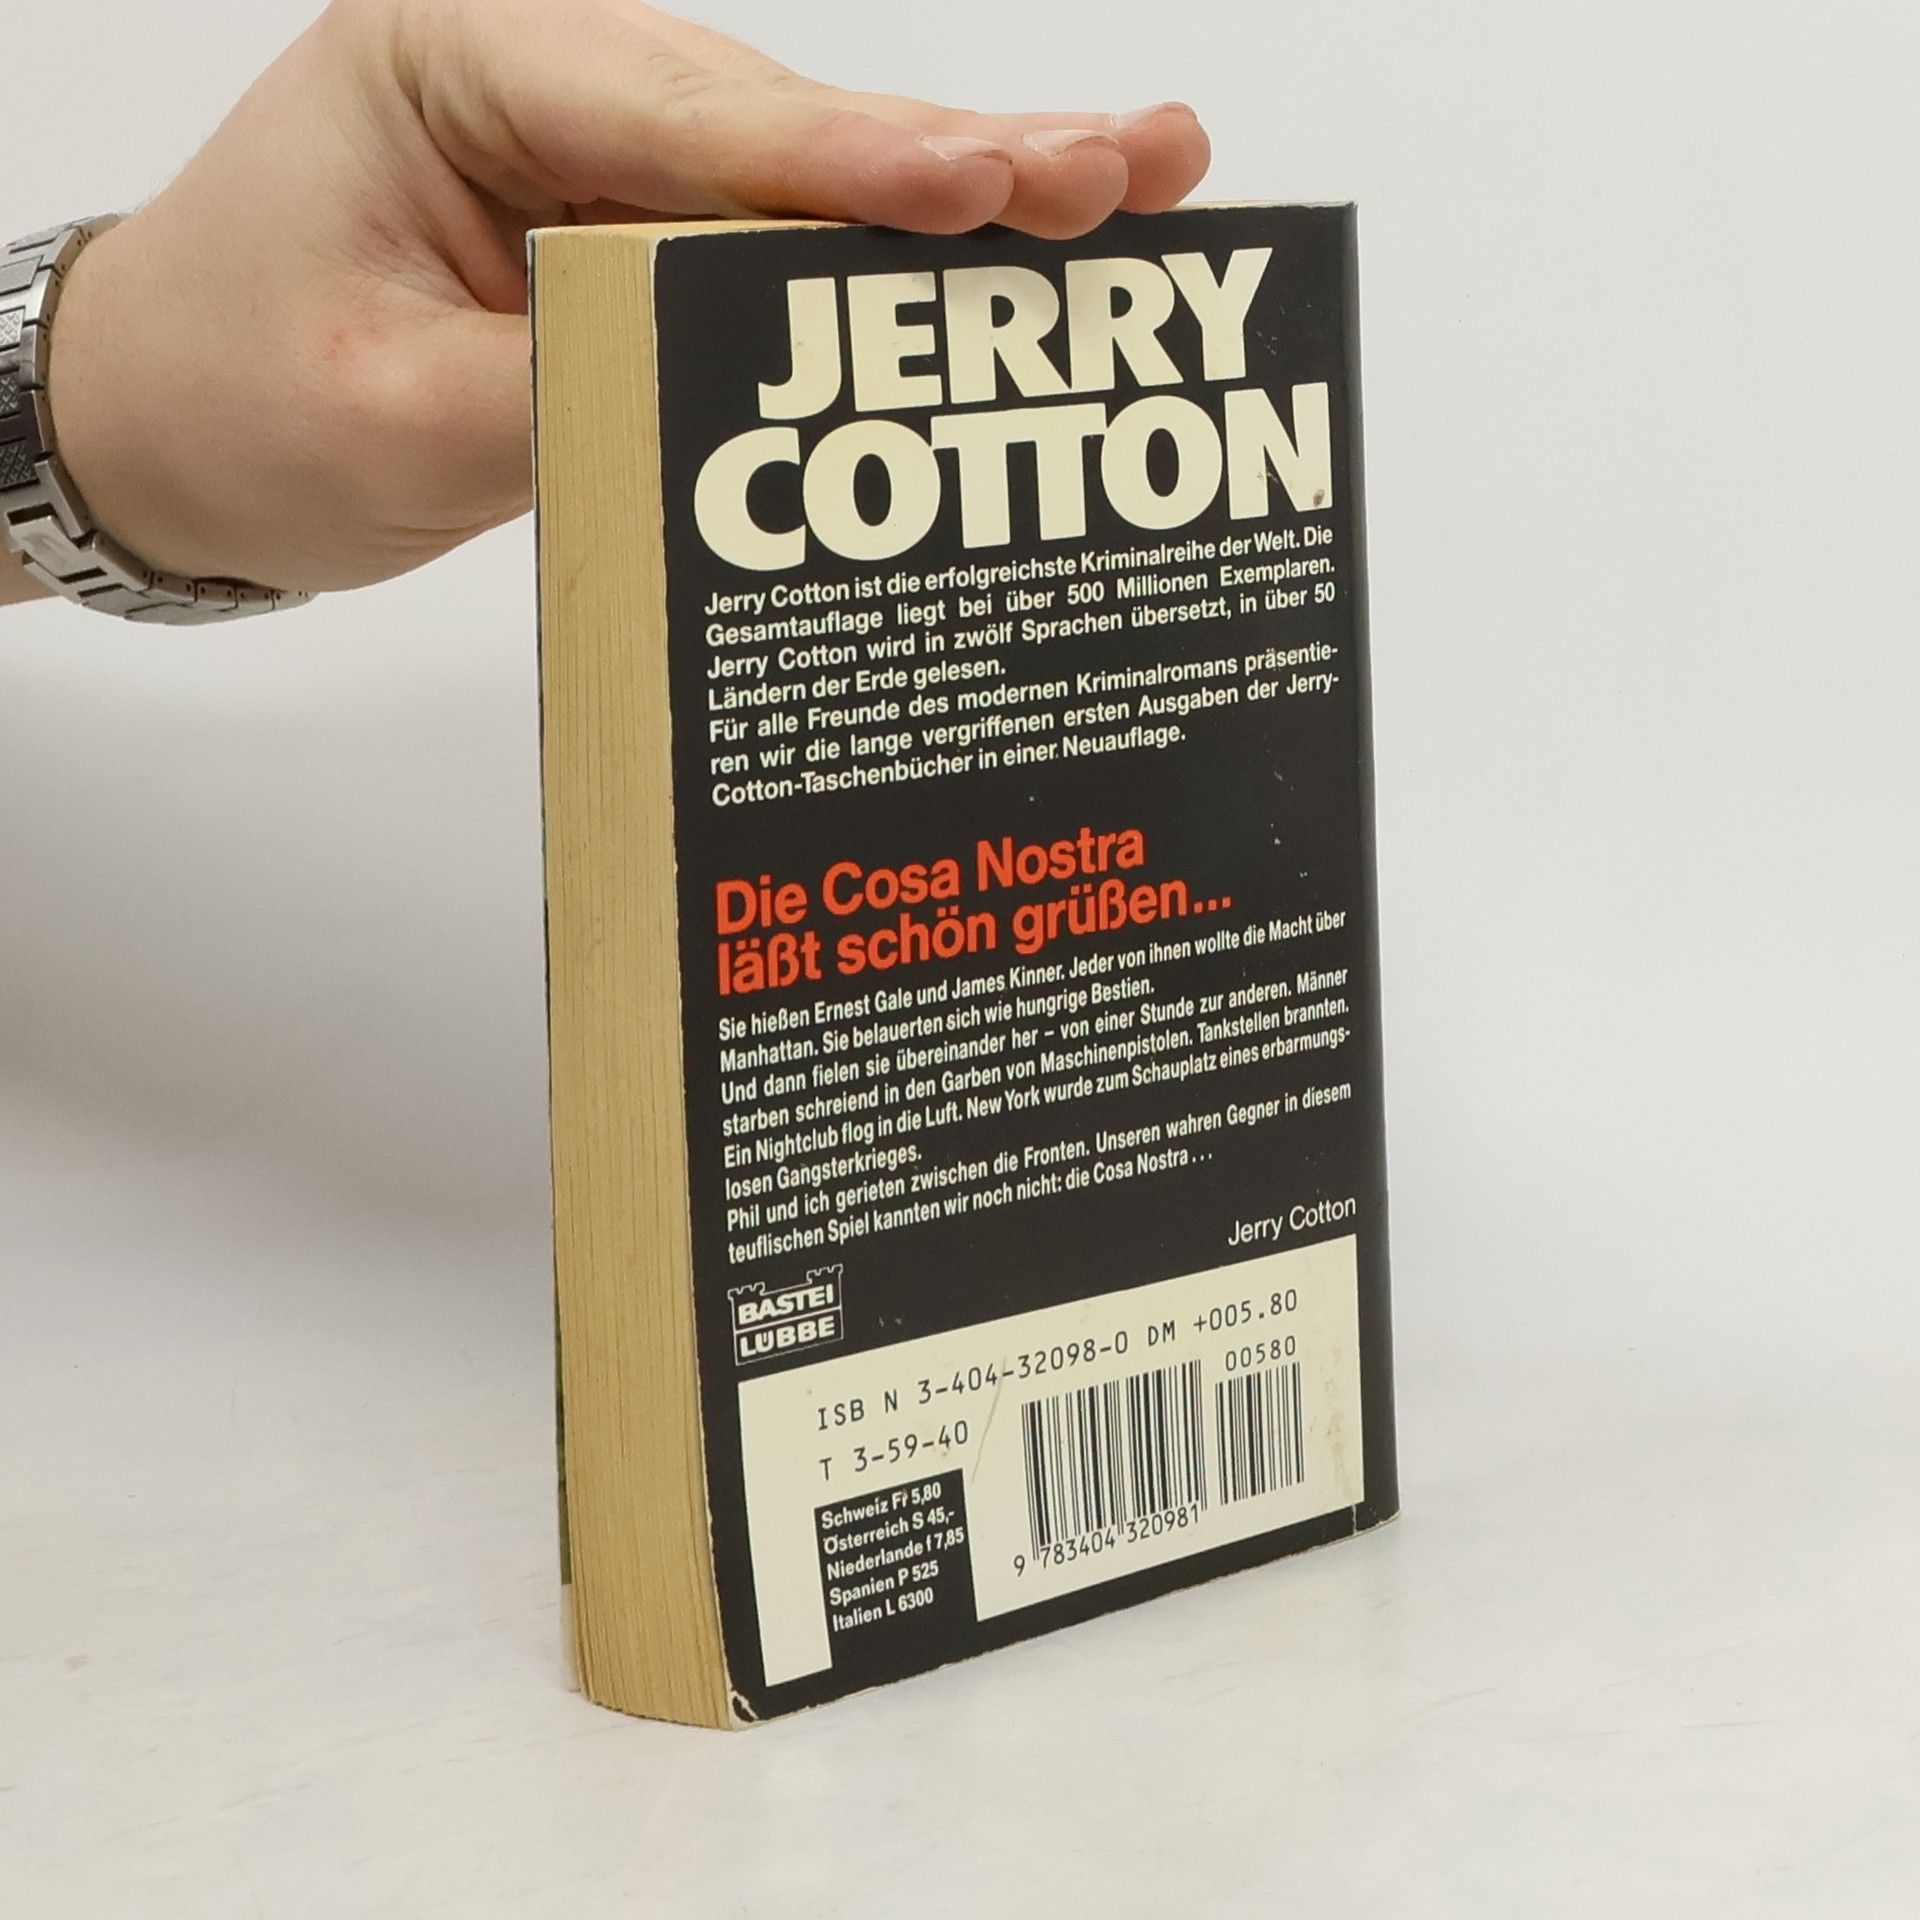 JERRY
COTTON
Jerry Cotton ist die erfolgreichste Kriminalreihe der Welt. Die
Gesamtauflage liegt bei über 500 Millionen Exemplaren.
Jerry Cotton wird in zwölf Sprachen übersetzt, in über 50
Ländern der Erde gelesen.
Für alle Freunde des modernen Kriminalromans präsentie-
ren wir die lange vergriffenen ersten Ausgaben der Jerry-
Cotton-Taschenbücher in einer Neuauflage.
Die Cosa Nostra
läßt schön grüßen...
Sie hießen Ernest Gale und James Kinner. Jeder von ihnen wollte die Macht über
Manhattan. Sie belauerten sich wie hungrige Bestien.
Und dann fielen sie übereinander her – von einer Stunde zur anderen. Männer
starben schreiend in den Garben von Maschinenpistolen. Tankstellen brannten.
Ein Nightclub flog in die Luft. New York wurde zum Schauplatz eines erbarmungs-
losen Gangsterkrieges.
Phil und ich gerieten zwischen die Fronten. Unseren wahren Gegner in diesem
teuflischen Spiel kannten wir noch nicht: die Cosa Nostra...
Jerry Cotton
BASTEI
LÜBBE
ISB N 3-404-32098-0 DM +005.80
T 3-59-40
00580
Schweiz Fr 5,80
Österreich S 45,-
Niederlande f 7,85
Spanien P 525
Italien L 6300
9 783404 320981